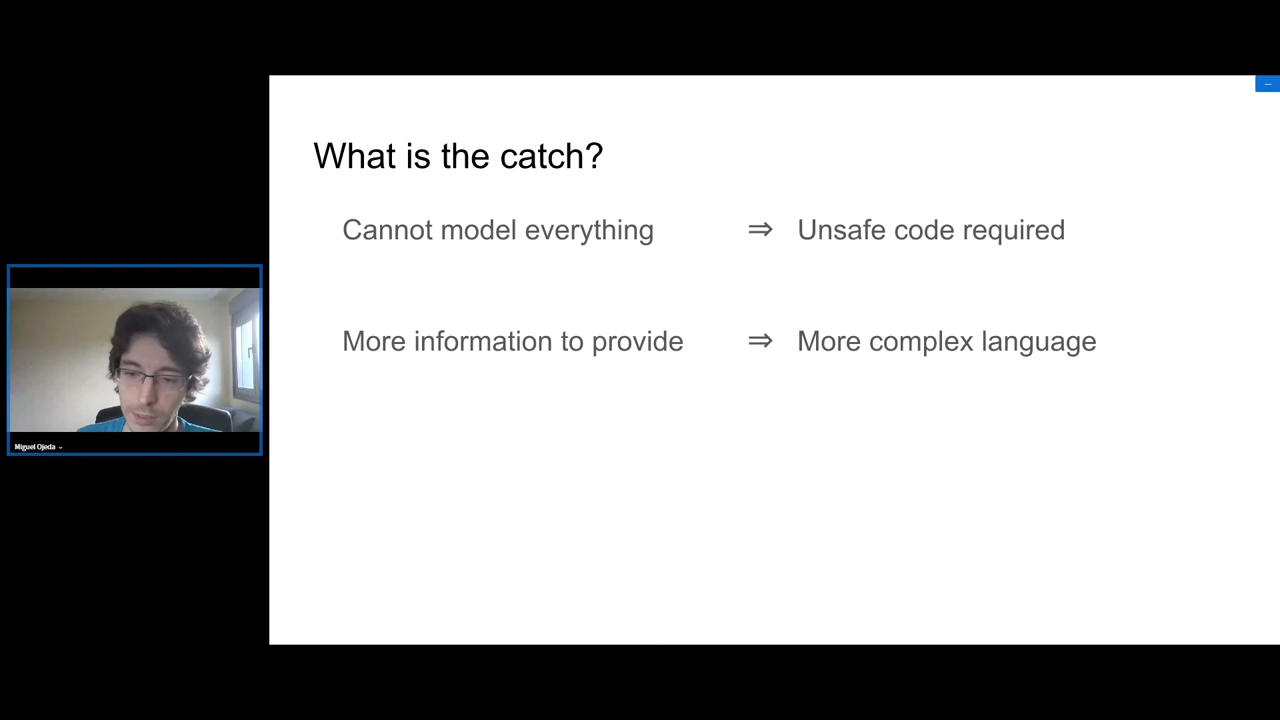 What is the catch?
Cannot model everything ⇒ Unsafe code required
More information to provide ⇒ More complex language
Miguel Ojeda